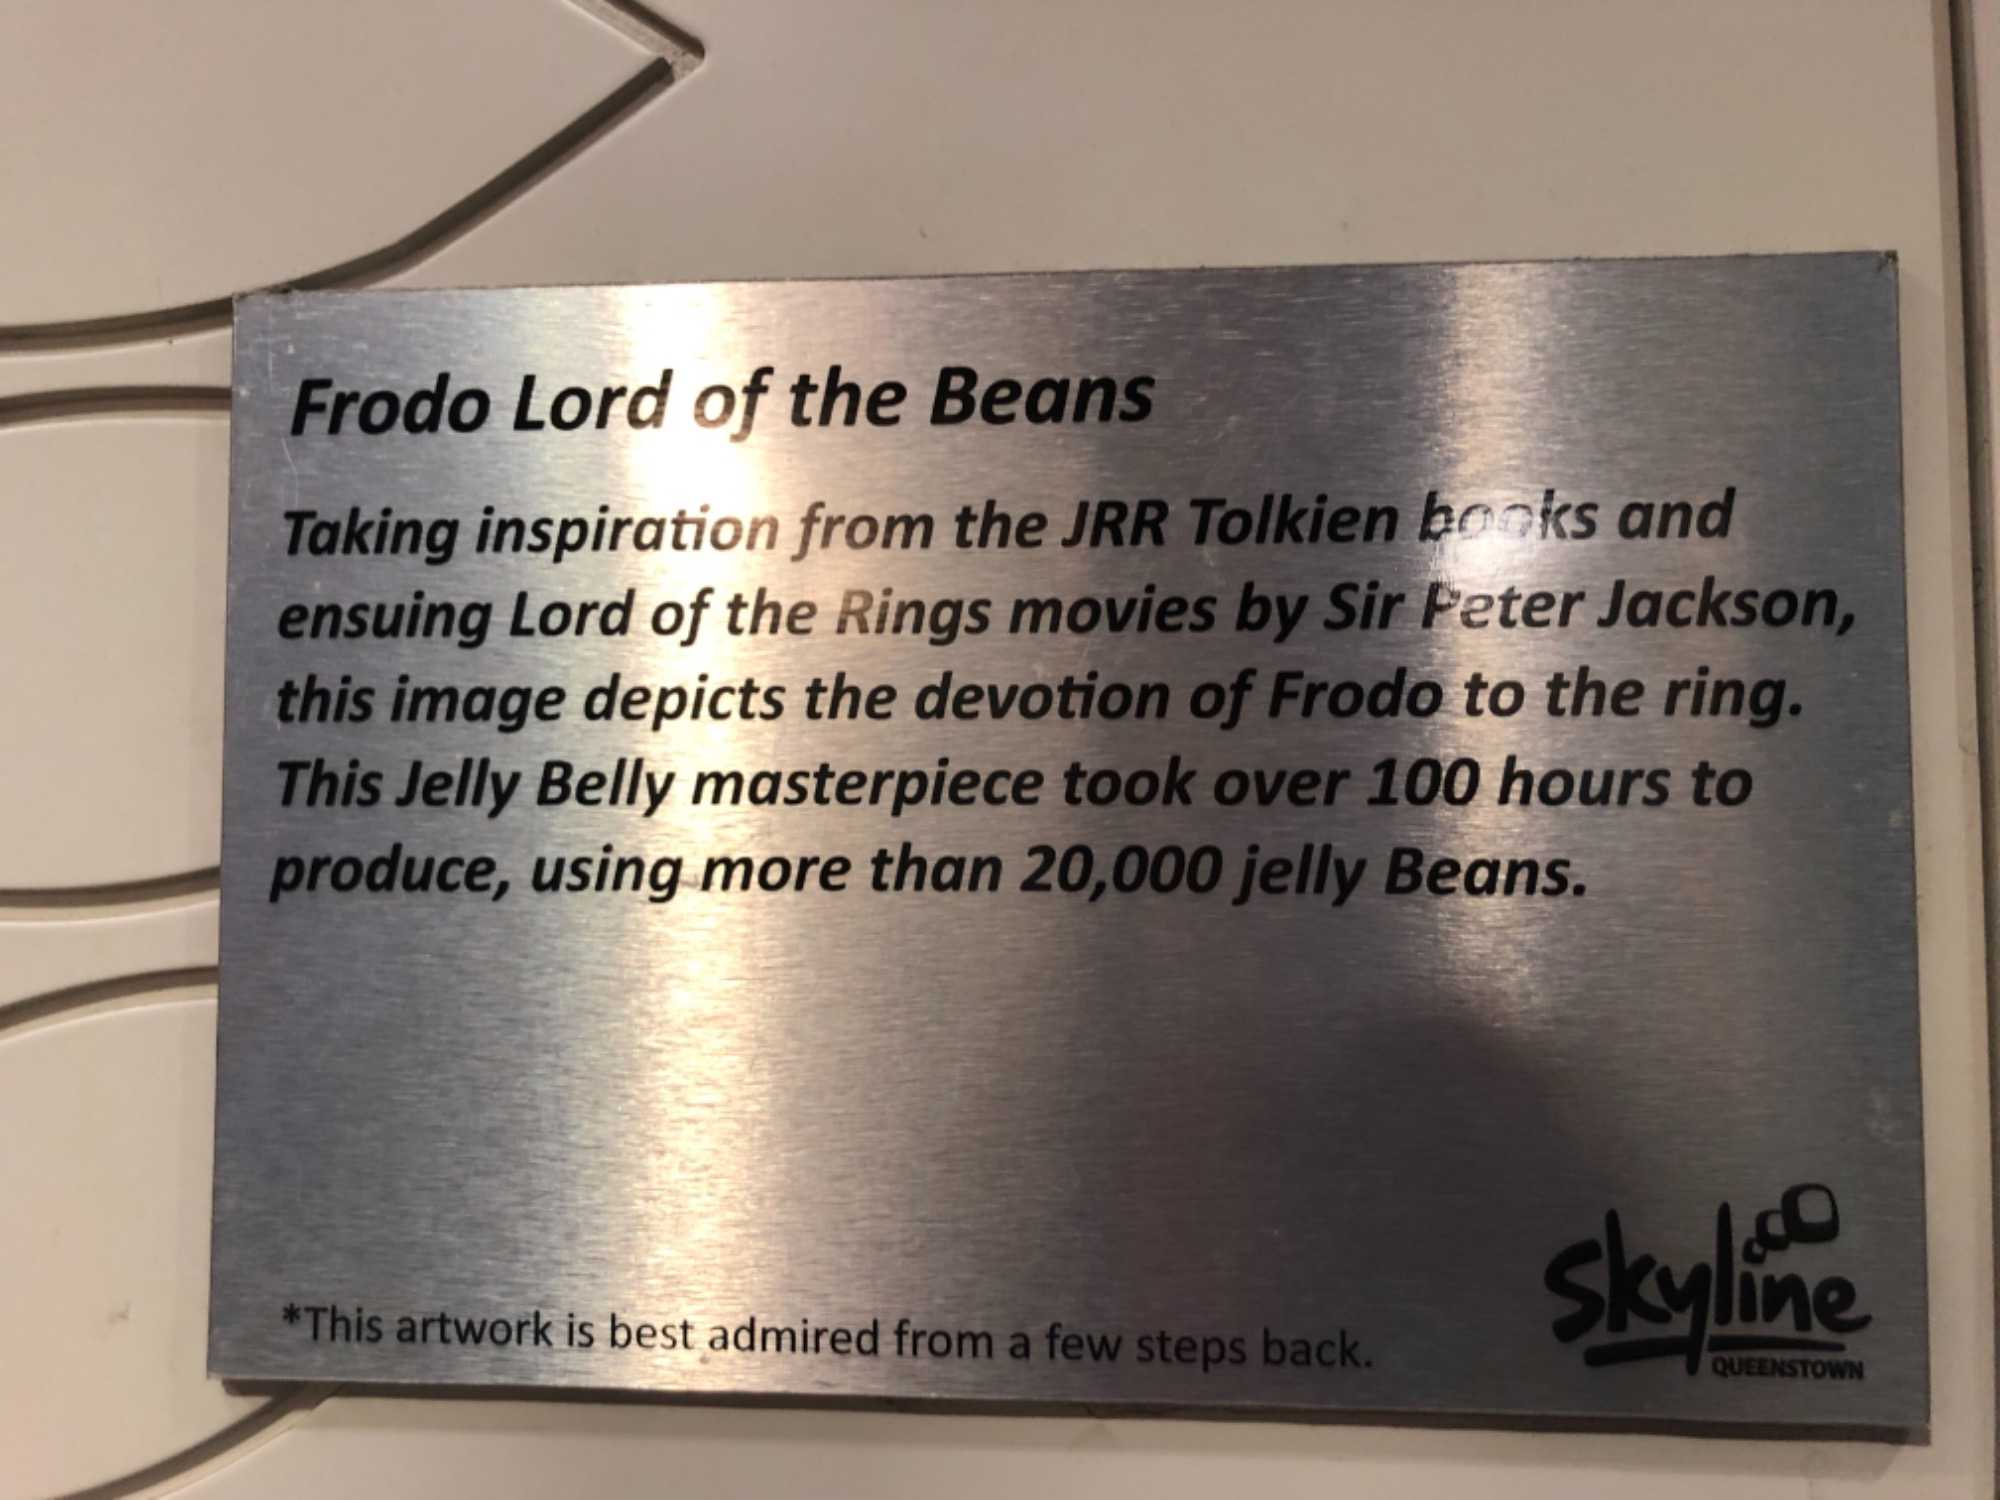 Frodo Lord of the Beans
Taking inspiration from the JRR Tolkien books and
ensuing Lord of the Rings movies by Sir Peter Jackson,
this image depicts the devotion of Frodo to the ring.
This Jelly Belly masterpiece took over 100 hours to
produce, using more than 20,000 jelly Beans.
*This artwork is best admired from a few steps back.
skyline
QUEENSTOWN